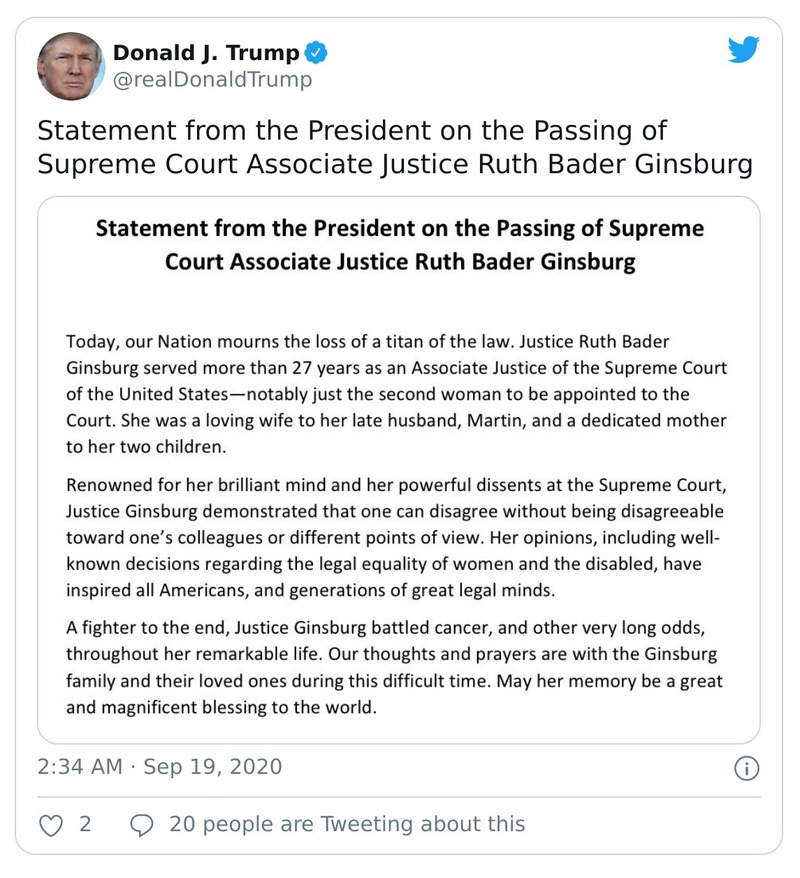 Donald J. Trump
@realDonaldTrump
Statement from the President on the Passing of
Supreme Court Associate Justice Ruth Bader Ginsburg
Statement from the President on the Passing of Supreme
Court Associate Justice Ruth Bader Ginsburg
Today, our Nation mourns the loss of a titan of the law. Justice Ruth Bader
Ginsburg served more than 27 years as an Associate Justice of the Supreme Court
of the United States—notably just the second woman to be appointed to the
Court. She was a loving wife to her late husband, Martin, and a dedicated mother
to her two children.
Renowned for her brilliant mind and her powerful dissents at the Supreme Court,
Justice Ginsburg demonstrated that one can disagree without being disagreeable
toward one’s colleagues or different points of view. Her opinions, including well-
known decisions regarding the legal equality of women and the disabled, have
inspired all Americans, and generations of great legal minds.
A fighter to the end, Justice Ginsburg battled cancer, and other very long odds,
throughout her remarkable life. Our thoughts and prayers are with the Ginsburg
family and their loved ones during this difficult time. May her memory be a great
and magnificent blessing to the world.
2:34 AM · Sep 19, 2020
2 20 people are Tweeting about this